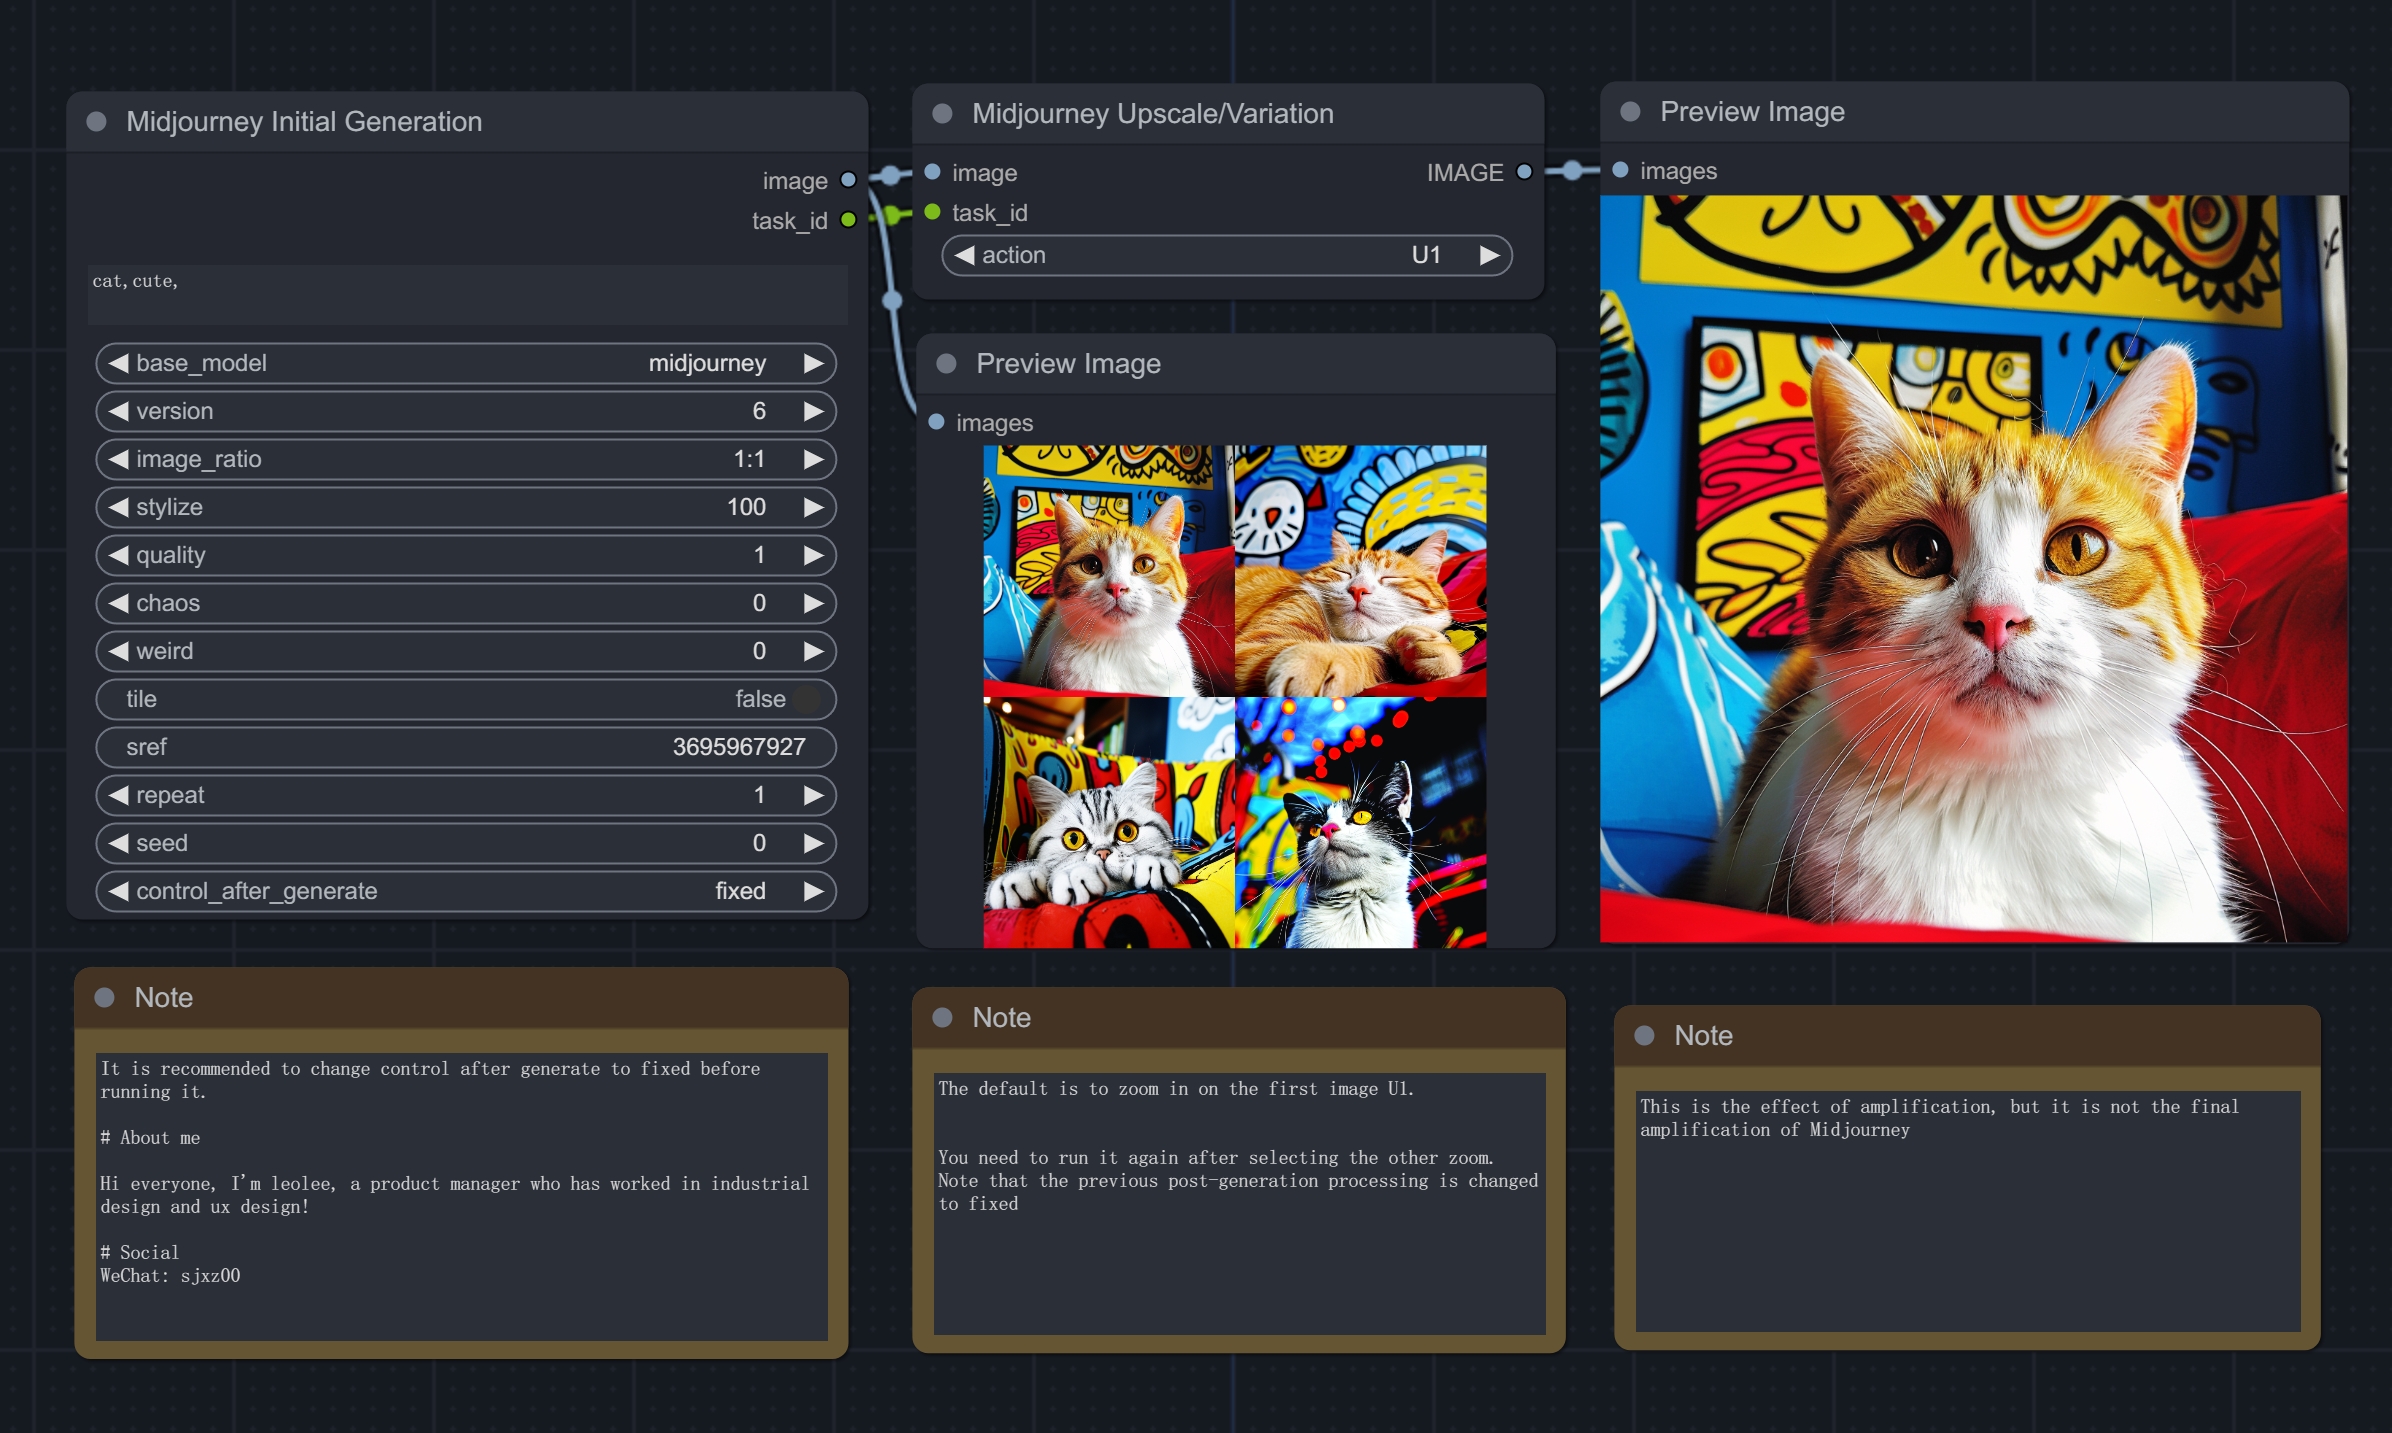 Midjourney Initial Generation
image
task_id
cat,cute,
base_model midjourney
version 6
image_ratio 1:1
stylize 100
quality 1
chaos 0
weird 0
tile false
sref 3695967927
repeat 1
seed 0
control_after_generate fixed
Midjourney Upscale/Variation
image IMAGE
task_id
action U1
Preview Image
images
Preview Image
images
Note
It is recommended to change control after generate to fixed before
running it.
# About me
Hi everyone, I'm leolee, a product manager who has worked in industrial
design and ux design!
# Social
WeChat: sjxz00
Note
The default is to zoom in on the first image U1.
You need to run it again after selecting the other zoom.
Note that the previous post-generation processing is changed
to fixed
Note
This is the effect of amplification, but it is not the final
amplification of Midjourney